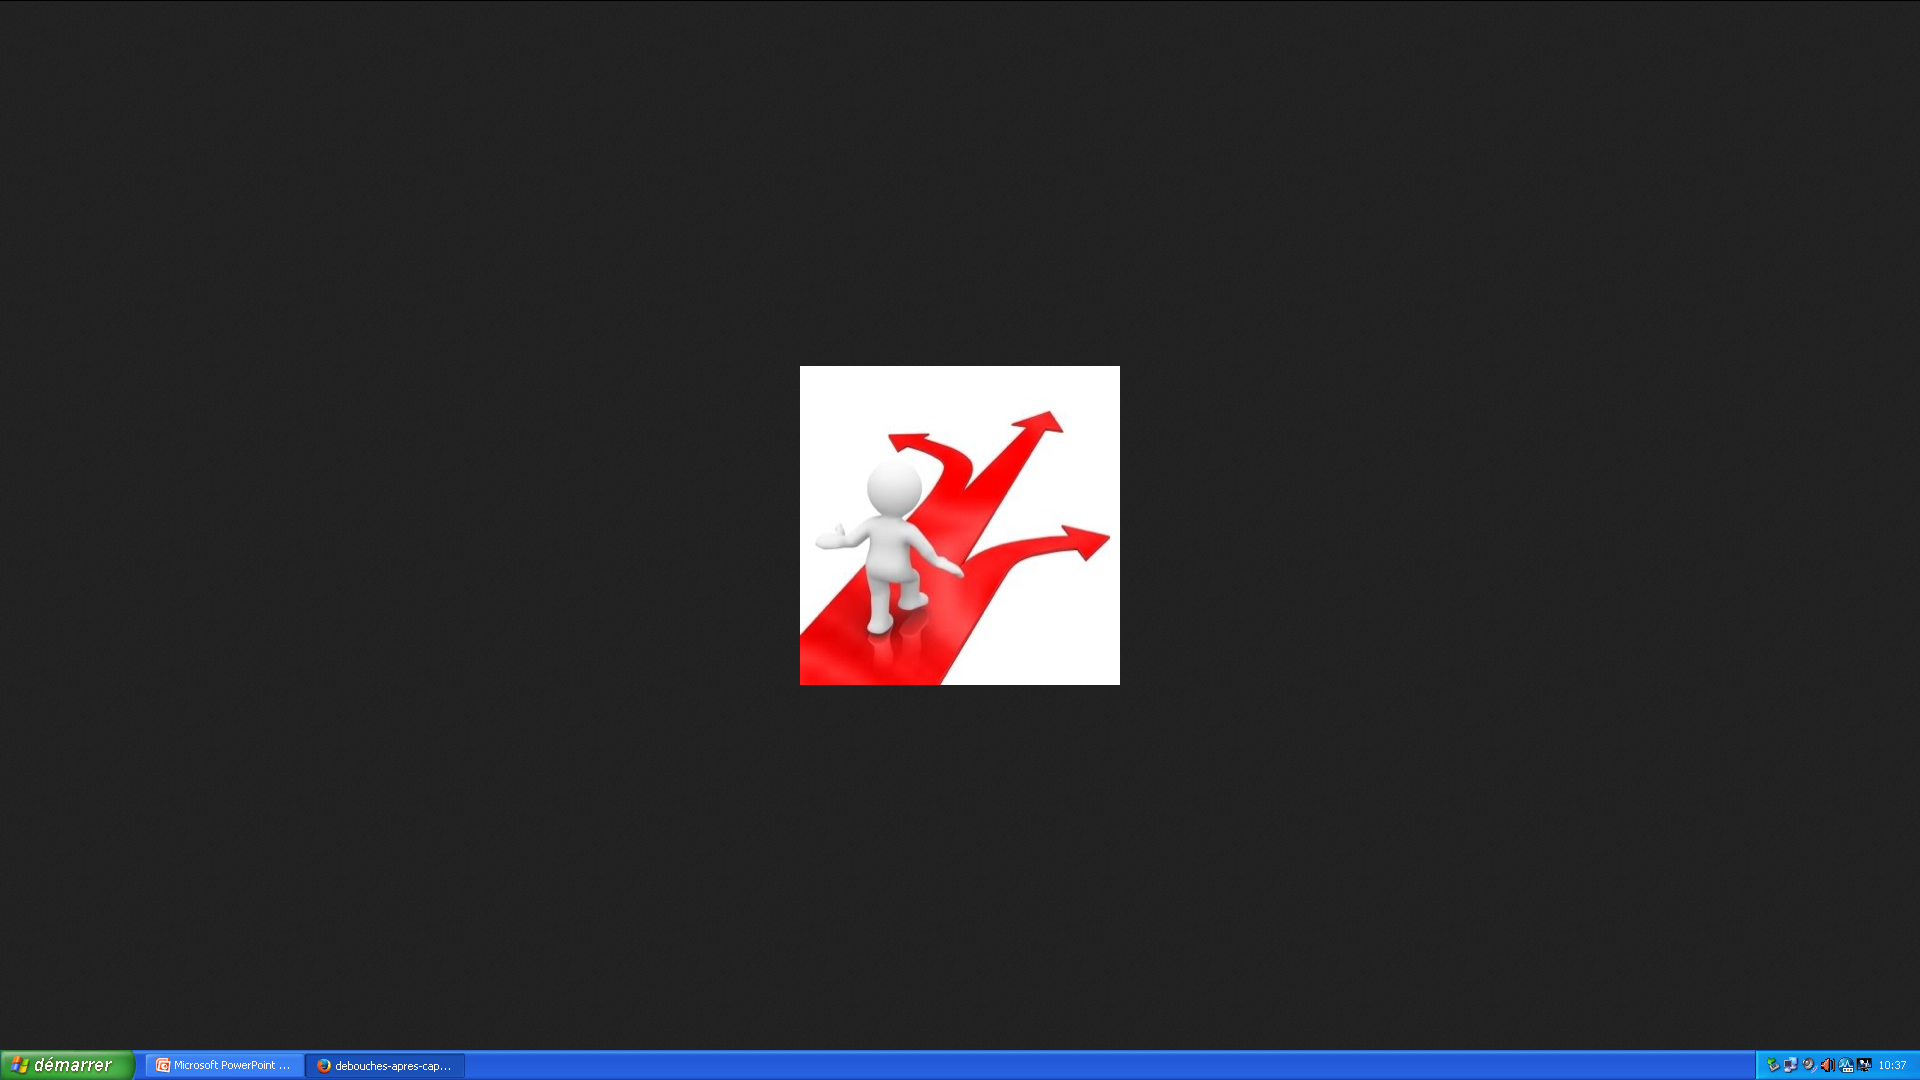 démarrer
Microsoft PowerPoint ...
debouches-apres-cap...
10:37